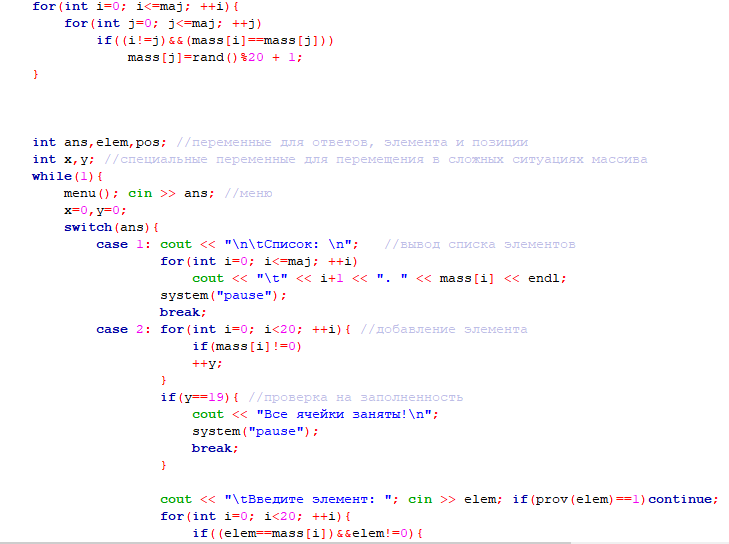 for(int i=0; i<=maj; ++i){
for(int j=0; j<=maj; ++j)
if((i!=j)&&(mass[i]==mass[j]))
mass[j]=rand()%20 + 1;
}
int ans,elem,pos; //переменные для ответов, элемента и позиции
int x,y; //специальные переменные для перемещения в сложных ситуациях массива
while(1){
menu(); cin >> ans; //меню
x=0,y=0;
switch(ans){
case 1: cout << "\n\tСписок: \n"; //вывод списка элементов
for(int i=0; i<=maj; ++i)
cout << "\t" << i+1 << ". " << mass[i] << endl;
system("pause");
break;
case 2: for(int i=0; i<20; ++i){ //добавление элемента
if(mass[i]!=0)
++y;
}
if(y==19){ //проверка на заполненность
cout << "Все ячейки заняты!\n";
system("pause");
break;
}
cout << "\tВведите элемент: "; cin >> elem; if(prov(elem)==1)continue;
for(int i=0; i<20; ++i){
if((elem==mass[i])&&elem!=0){